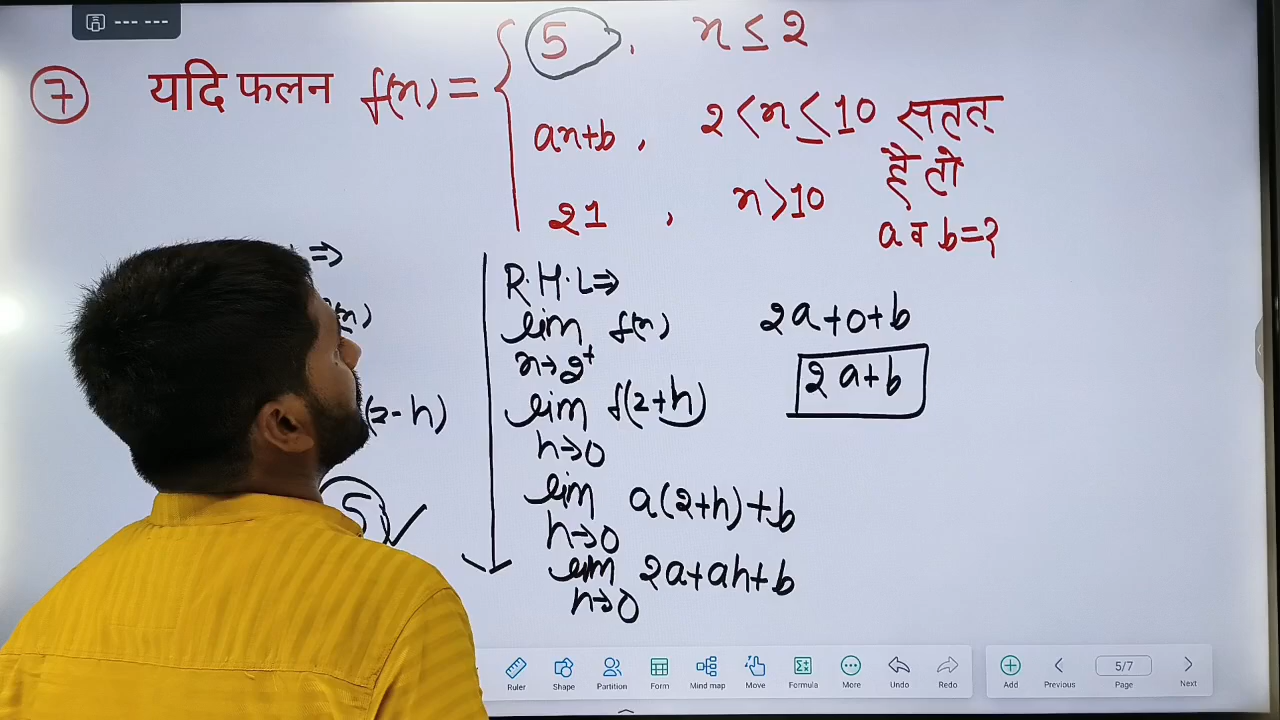 5 , x ≤ 2
⑦ यदि फलन f(x) =
ax+b , 2 < x ≤ 10 सतत
है तो
21 , x > 10
a व b = ?
⇒
(x)
(2-h)
5 ✓
R.H.L ⇒
lim f(x)
x→2⁺
lim f(2+h)
h→0
lim a(2+h)+b
h→0
lim 2a+ah+b
h→0
2a+0+b
2a+b
Ruler Shape Partition Form Mind map Move Formula More Undo Redo
Add Previous 5/7 Page Next